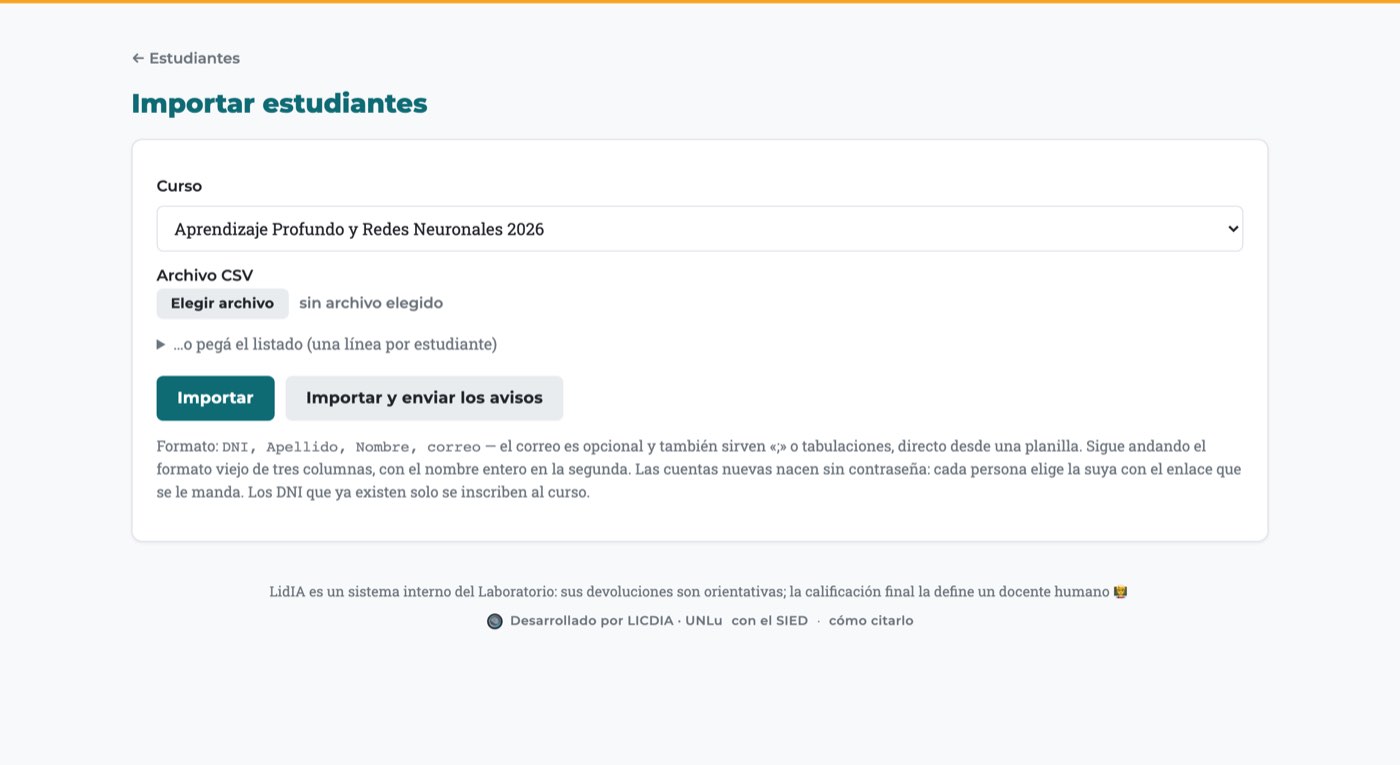 ← Estudiantes
Importar estudiantes
Curso
Aprendizaje Profundo y Redes Neuronales 2026
Archivo CSV
Elegir archivo sin archivo elegido
▶ ...o pegá el listado (una línea por estudiante)
Importar Importar y enviar los avisos
Formato: DNI, Apellido, Nombre, correo — el correo es opcional y también sirven «;» o tabulaciones, directo desde una planilla. Sigue andando el
formato viejo de tres columnas, con el nombre entero en la segunda. Las cuentas nuevas nacen sin contraseña: cada persona elige la suya con el enlace que
se le manda. Los DNI que ya existen solo se inscriben al curso.
LidIA es un sistema interno del Laboratorio: sus devoluciones son orientativas; la calificación final la define un docente humano
Desarrollado por LICDIA · UNLu con el SIED · cómo citarlo